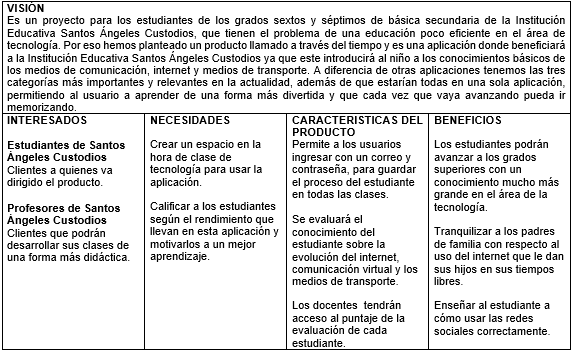 VISIÓN
Es un proyecto para los estudiantes de los grados sextos y séptimos de básica secundaria de la Institución
Educativa Santos Ángeles Custodios, que tienen el problema de una educación poco eficiente en el área de
tecnología. Por eso hemos planteado un producto llamado a través del tiempo y es una aplicación donde beneficiará
a la Institución Educativa Santos Ángeles Custodios ya que este introducirá al niño a los conocimientos básicos de
los medios de comunicación, internet y medios de transporte. A diferencia de otras aplicaciones tenemos las tres
categorías más importantes y relevantes en la actualidad, además de que estarían todas en una sola aplicación,
permitiendo al usuario a aprender de una forma más divertida y que cada vez que vaya avanzando pueda ir
memorizando.
INTERESADOS
Estudiantes de Santos
Ángeles Custodios
Clientes a quienes va
dirigido el producto.
Profesores de Santos
Ángeles Custodios
Clientes que podrán
desarrollar sus clases de
una forma más didáctica.
NECESIDADES
Crear un espacio en la
hora de clase de
tecnología para usar la
aplicación.
Calificar a los estudiantes
según el rendimiento que
llevan en esta aplicación y
motivarlos a un mejor
aprendizaje.
CARACTERISTICAS DEL
PRODUCTO
Permite a los usuarios
ingresar con un correo y
contraseña, para guardar
el proceso del estudiante
en todas las clases.
Se evaluará el
conocimiento del
estudiante sobre la
evolución del internet,
comunicación virtual y los
medios de transporte.
Los docentes tendrán
acceso al puntaje de la
evaluación de cada
estudiante.
BENEFICIOS
Los estudiantes podrán
avanzar a los grados
superiores con un
conocimiento mucho más
grande en el área de la
tecnología.
Tranquilizar a los padres
de familia con respecto al
uso del internet que le dan
sus hijos en sus tiempos
libres.
Enseñar al estudiante a
cómo usar las redes
sociales correctamente.